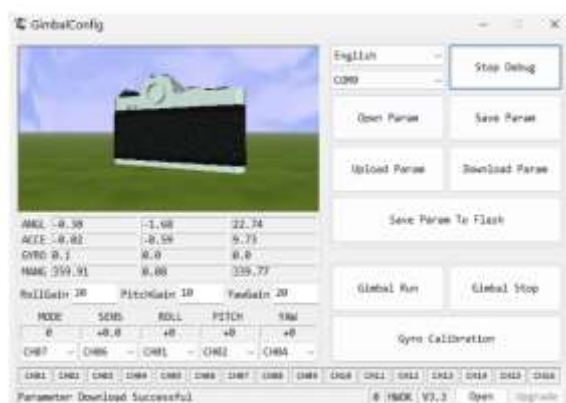 GimbalConfig
English
COM9
Stop Debug
Open Param
Save Param
Upload Param
Download Param
Save Param To Flash
ANGL -0.30 -1.60 22.74
ACCE -0.02 -0.59 9.73
GYRO 0.1 0.0 0.0
MANG 359.91 0.00 339.77
RollGain 30 PitchGain 10 YawGain 20
Gimbal Run
Gimbal Stop
MODE SENS ROLL PITCH YAW
0 +0.0 +0 +0 +0
CH07 CH06 CH01 CH02 CH04
Gyro Calibration
CH01 CH02 CH03 CH04 CH05 CH06 CH07 CH08 CH09 CH10 CH11 CH12 CH13 CH14 CH15 CH16
Parameter Download Successful
0 HWOK V3.3 Open Upgrade